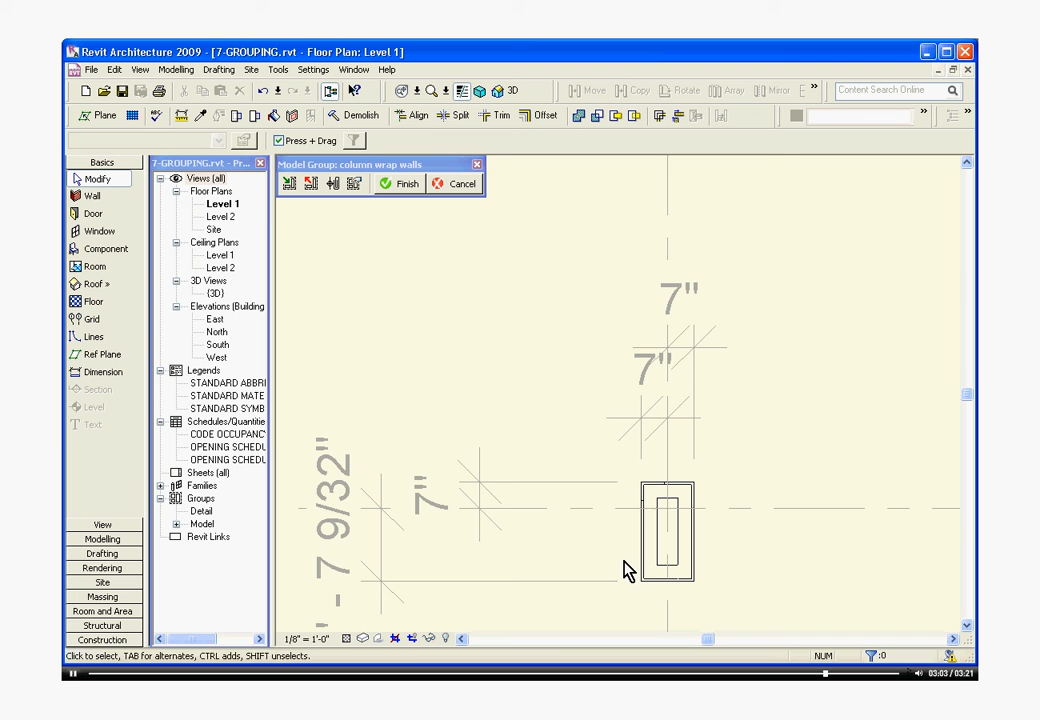 Revit Architecture 2009 - [7-GROUPING.rvt - Floor Plan: Level 1]
File Edit View Modelling Drafting Site Tools Settings Window Help
3D Move Copy Rotate Array Mirror Content Search Online
Plane Demolish Align Split Trim Offset
Press + Drag
Basics
Modify
Wall
Door
Window
Component
Room
Roof »
Floor
Grid
Lines
Ref Plane
Dimension
Section
Level
Text
View
Modelling
Drafting
Rendering
Site
Massing
Room and Area
Structural
Construction
7-GROUPING.rvt - Pr...
Views (all)
Floor Plans
Level 1
Level 2
Site
Ceiling Plans
Level 1
Level 2
3D Views
{3D}
Elevations (Building
East
North
South
West
Legends
STANDARD ABBRE
STANDARD MATE
STANDARD SYMB
Schedules/Quantitie
CODE OCCUPANC
OPENING SCHEDU
OPENING SCHEDU
Sheets (all)
Families
Groups
Detail
Model
Revit Links
Model Group: column wrap walls
Finish Cancel
7"
7"
7"
' - 7 9/32"
1/8" = 1'-0"
Click to select, TAB for alternates, CTRL adds, SHIFT unselects.
NUM :0
03:03 / 03:21